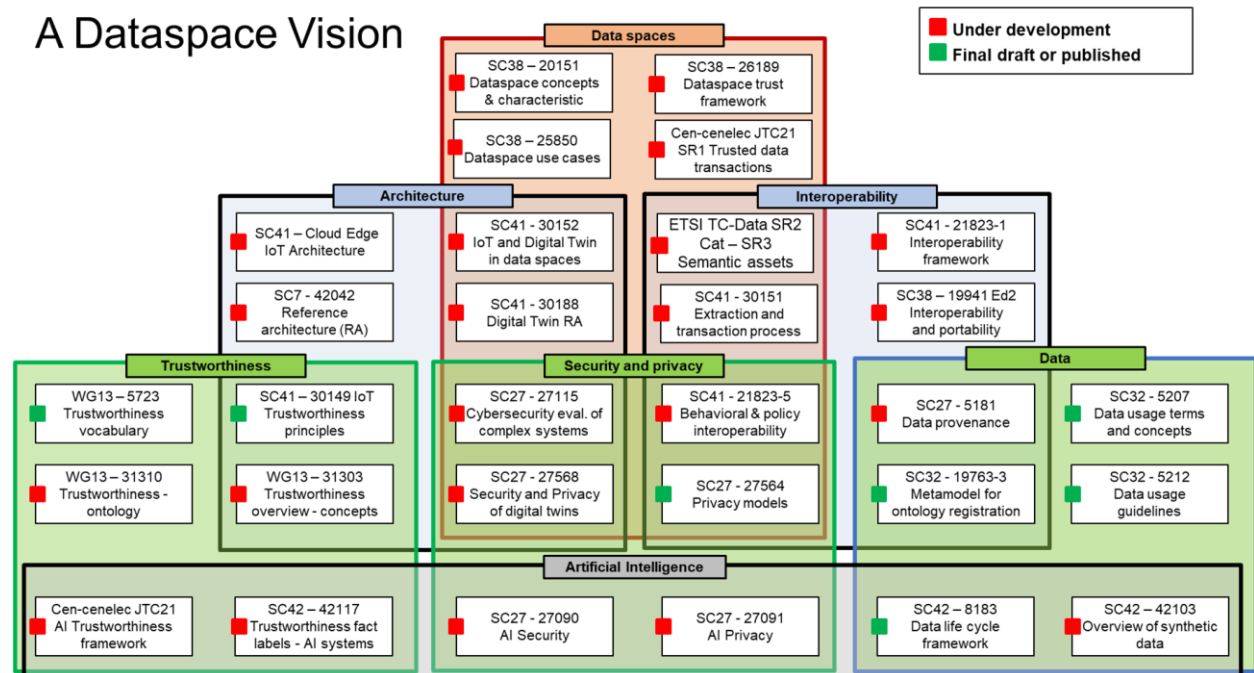 A Dataspace Vision
Under development
Final draft or published
Data spaces
SC38 – 20151
Dataspace concepts
& characteristic
SC38 – 26189
Dataspace trust
framework
SC38 – 25850
Dataspace use cases
Cen-cenelec JTC21
SR1 Trusted data
transactions
Architecture
Interoperability
SC41 – Cloud Edge
IoT Architecture
SC41 - 30152
IoT and Digital Twin
in data spaces
ETSI TC-Data SR2
Cat – SR3
Semantic assets
SC41 - 21823-1
Interoperability
framework
SC7 - 42042
Reference
architecture (RA)
SC41 - 30188
Digital Twin RA
SC41 - 30151
Extraction and
transaction process
SC38 – 19941 Ed2
Interoperability
and portability
Trustworthiness
Security and privacy
Data
WG13 – 5723
Trustworthiness
vocabulary
SC41 – 30149 IoT
Trustworthiness
principles
SC27 - 27115
Cybersecurity eval. of
complex systems
SC41 - 21823-5
Behavioral & policy
interoperability
SC27 - 5181
Data provenance
SC32 - 5207
Data usage terms
and concepts
WG13 – 31310
Trustworthiness -
ontology
WG13 – 31303
Trustworthiness
overview - concepts
SC27 - 27568
Security and Privacy
of digital twins
SC27 - 27564
Privacy models
SC32 - 19763-3
Metamodel for
ontology registration
SC32 - 5212
Data usage
guidelines
Artificial Intelligence
Cen-cenelec JTC21
AI Trustworthiness
framework
SC42 – 42117
Trustworthiness fact
labels - AI systems
SC27 - 27090
AI Security
SC27 - 27091
AI Privacy
SC42 – 8183
Data life cycle
framework
SC42 – 42103
Overview of synthetic
data